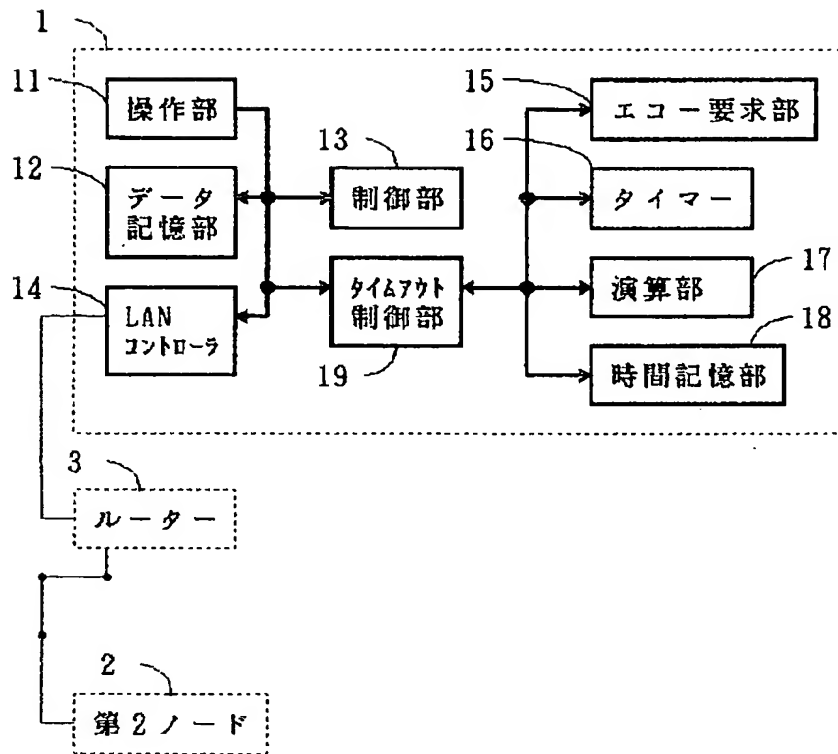 1
11
操作部
12
データ
記憶部
14
LAN
コントローラ
13
制御部
タイムアウト
制御部
19
15
エコー要求部
16
タイマー
17
演算部
18
時間記憶部
3
ルーター
2
第2ノード